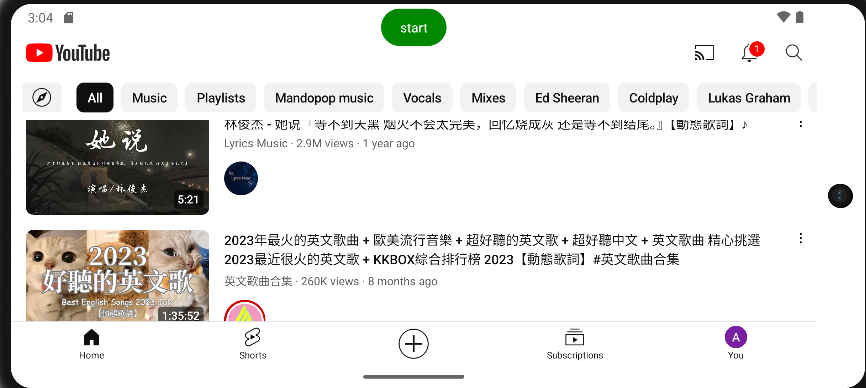 3:04
start
YouTube
1
All
Music
Playlists
Mandopop music
Vocals
Mixes
Ed Sheeran
Coldplay
Lukas Graham
她说
演唱/林俊杰
5:21
林俊杰 - 她说「等不到天黑 烟火不会太完美，回忆烧成灰 还是等不到结尾。』【動態歌詞】♪
Lyrics Music · 2.9M views · 1 year ago
2023
好聽的英文歌
Best English Songs 2023 July
【動態歌詞】
1:35:52
2023年最火的英文歌曲 + 歐美流行音樂 + 超好聽的英文歌 + 超好聽中文 + 英文歌曲 精心挑選
2023最近很火的英文歌 + KKBOX綜合排行榜 2023【動態歌詞】#英文歌曲合集
英文歌曲合集 · 260K views · 8 months ago
Home
Shorts
Subscriptions
A
You